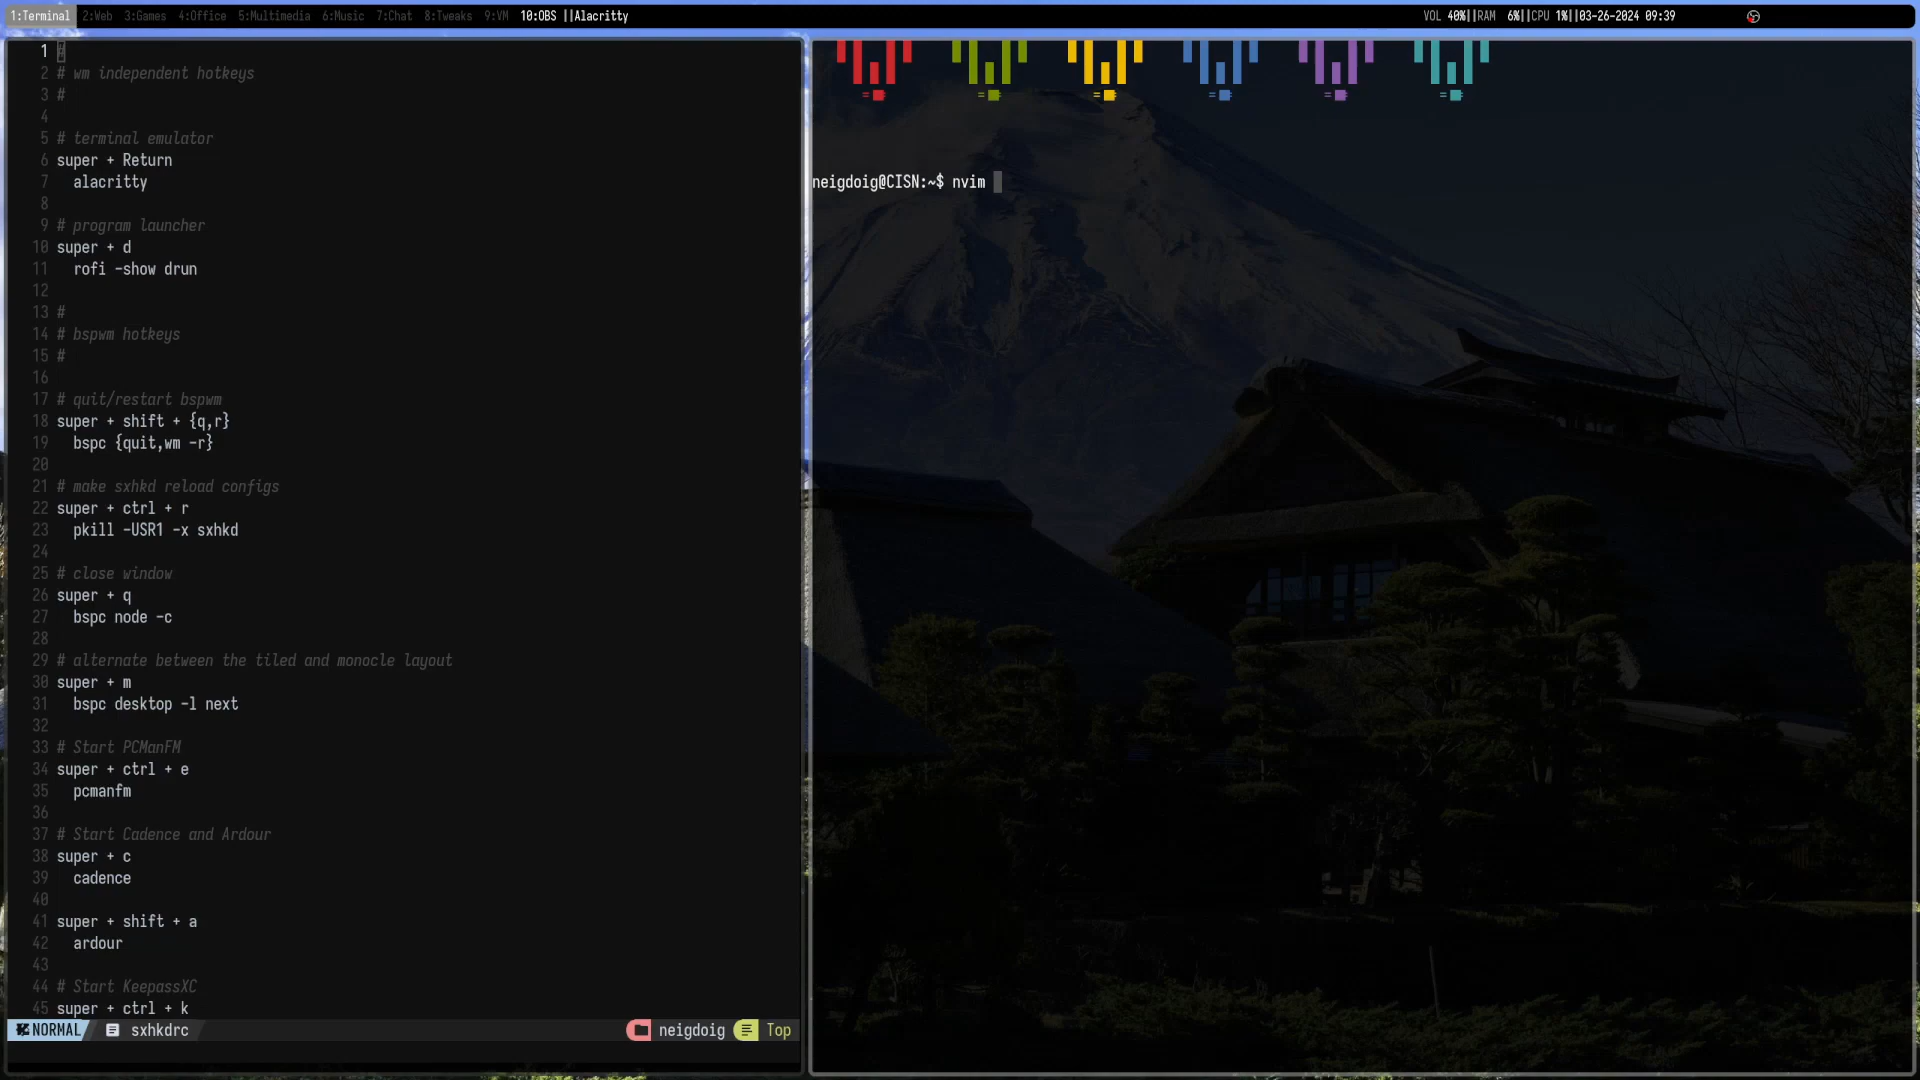 1:Terminal 2:Web 3:Games 4:Office 5:Multimedia 6:Music 7:Chat 8:Tweaks 9:VM 10:OBS ||Alacritty
VOL 40%||RAM 6%||CPU 1%||03-26-2024 09:39
1 #
2 # wm independent hotkeys
3 #
4
5 # terminal emulator
6 super + Return
7 alacritty
8
9 # program launcher
10 super + d
11 rofi -show drun
12
13 #
14 # bspwm hotkeys
15 #
16
17 # quit/restart bspwm
18 super + shift + {q,r}
19 bspc {quit,wm -r}
20
21 # make sxhkd reload configs
22 super + ctrl + r
23 pkill -USR1 -x sxhkd
24
25 # close window
26 super + q
27 bspc node -c
28
29 # alternate between the tiled and monocle layout
30 super + m
31 bspc desktop -l next
32
33 # Start PCManFM
34 super + ctrl + e
35 pcmanfm
36
37 # Start Cadence and Ardour
38 super + c
39 cadence
40
41 super + shift + a
42 ardour
43
44 # Start KeepassXC
45 super + ctrl + k
NORMAL sxhkdrc neigdoig Top
neigdoig@CISN:~$ nvim